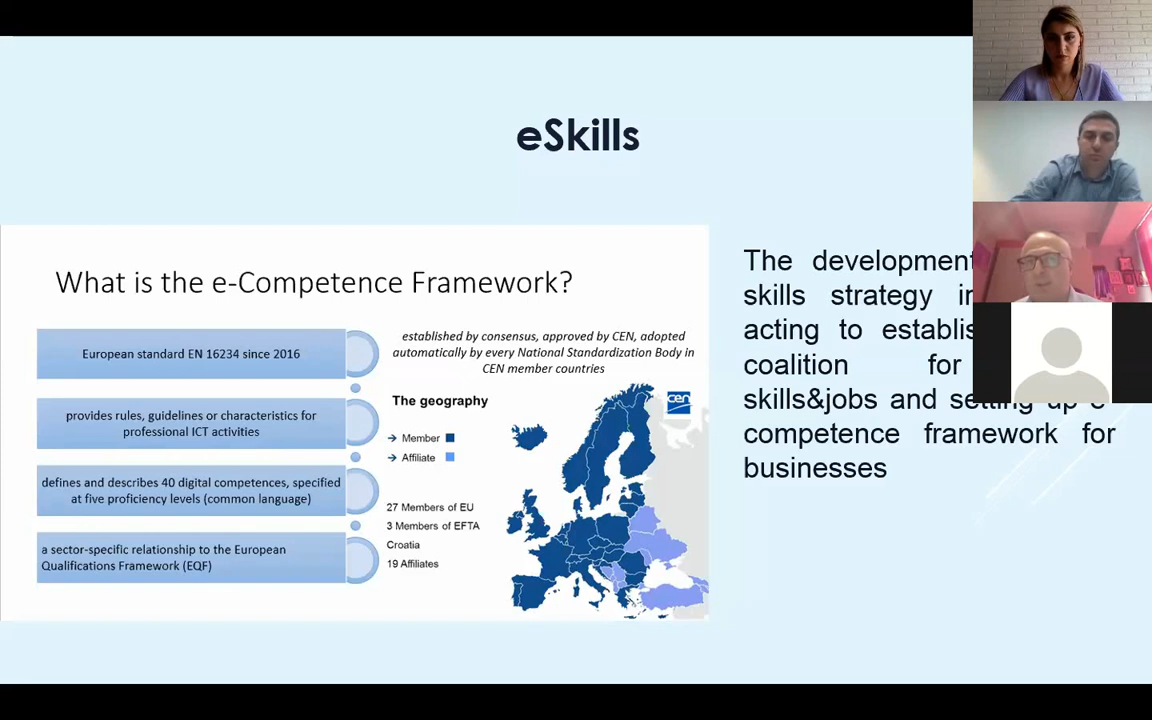 eSkills
What is the e-Competence Framework?
European standard EN 16234 since 2016
provides rules, guidelines or characteristics for
professional ICT activities
defines and describes 40 digital competences, specified
at five proficiency levels (common language)
a sector-specific relationship to the European
Qualifications Framework (EQF)
established by consensus, approved by CEN, adopted
automatically by every National Standardization Body in
CEN member countries
The geography
cen
Member
Affiliate
27 Members of EU
3 Members of EFTA
Croatia
19 Affiliates
The development
skills strategy
acting to
coalition for
skills&jobs and setting up e-
competence framework for
businesses